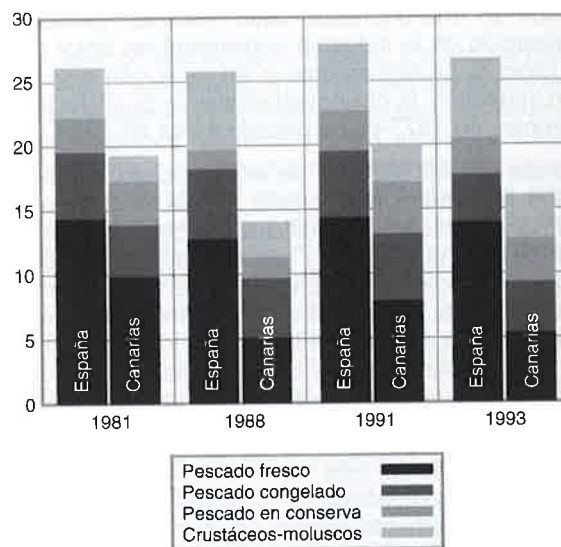 30
25
20
15
10
5
0
España
Canarias
España
Canarias
España
Canarias
España
Canarias
1981
1988
1991
1993
Pescado fresco
Pescado congelado
Pescado en conserva
Crustáceos-moluscos